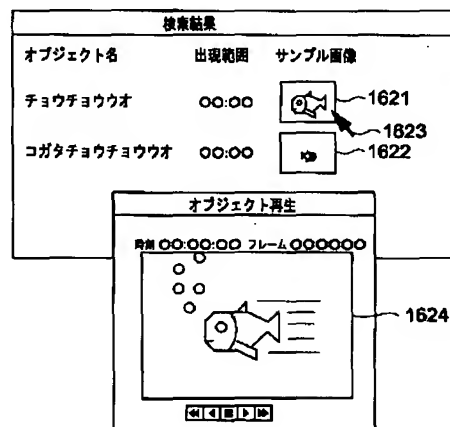 検索結果
オブジェクト名 出現範囲 サンプル画像
チョウチョウウオ 00:00
1621
1623
コガタチョウチョウウオ 00:00
1622
オブジェクト再生
時刻 00:00:00 フレーム 000000
1624